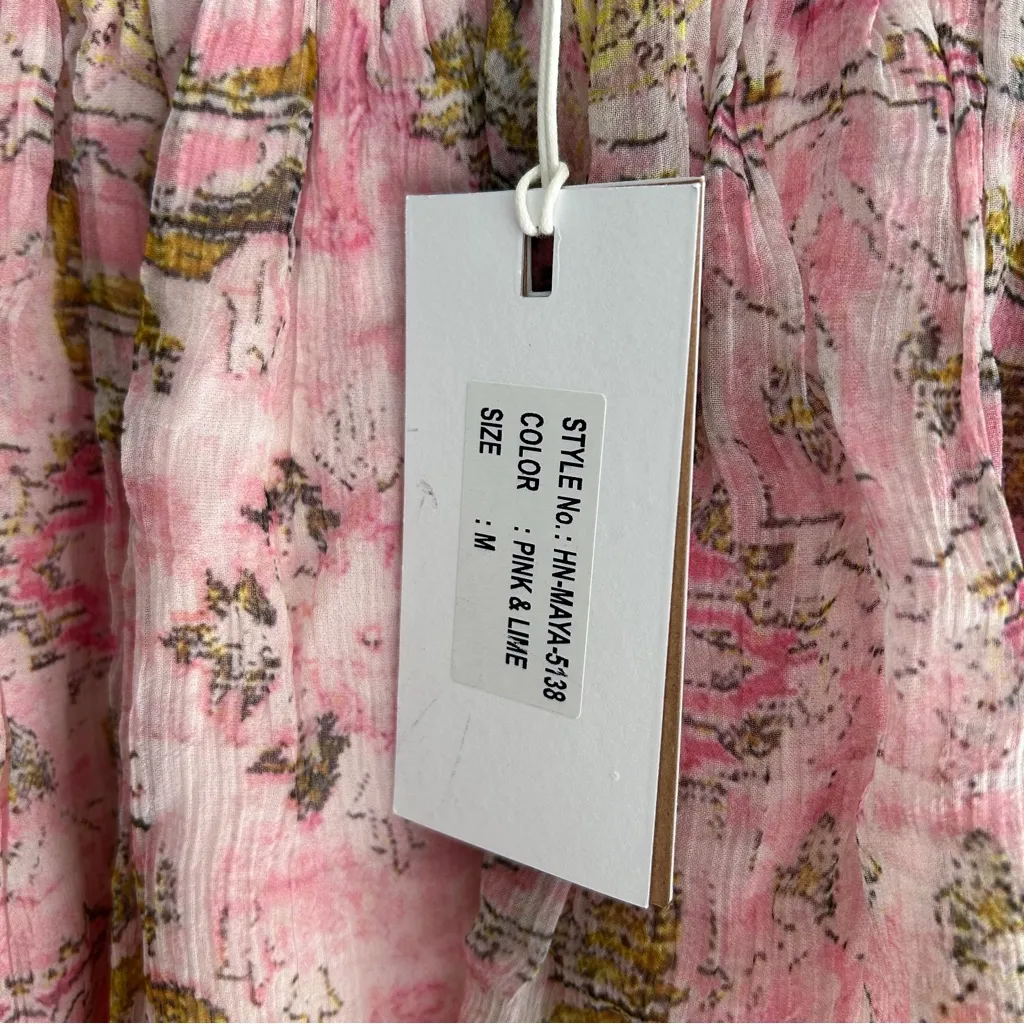 STYLE No.: HN-MAYA-5138
COLOR : PINK & LIME
SIZE : M